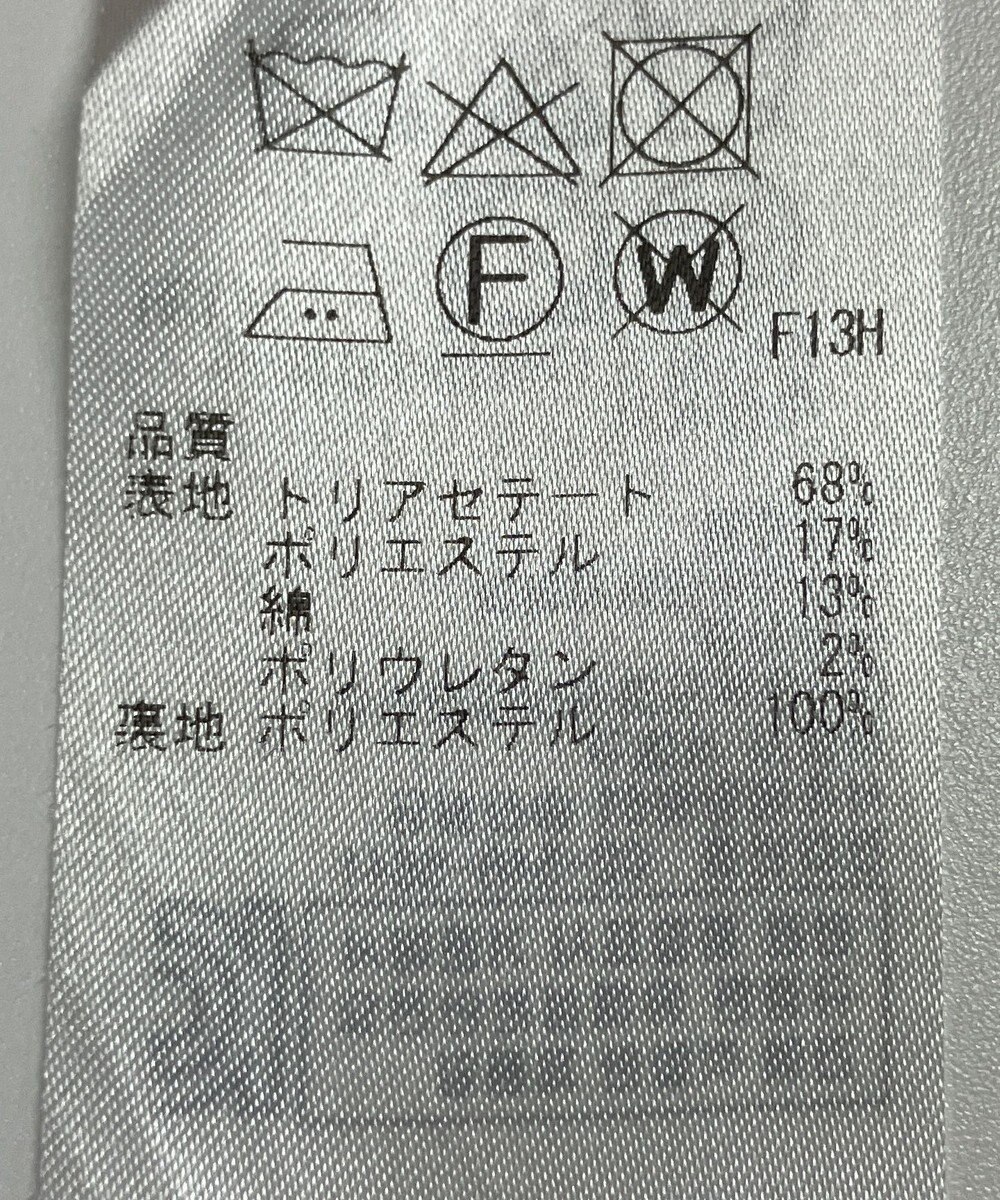 F W F13H
品質
表地 トリアセテート 68%
ポリエステル 17%
綿 13%
ポリウレタン 2%
裏地 ポリエステル 100%